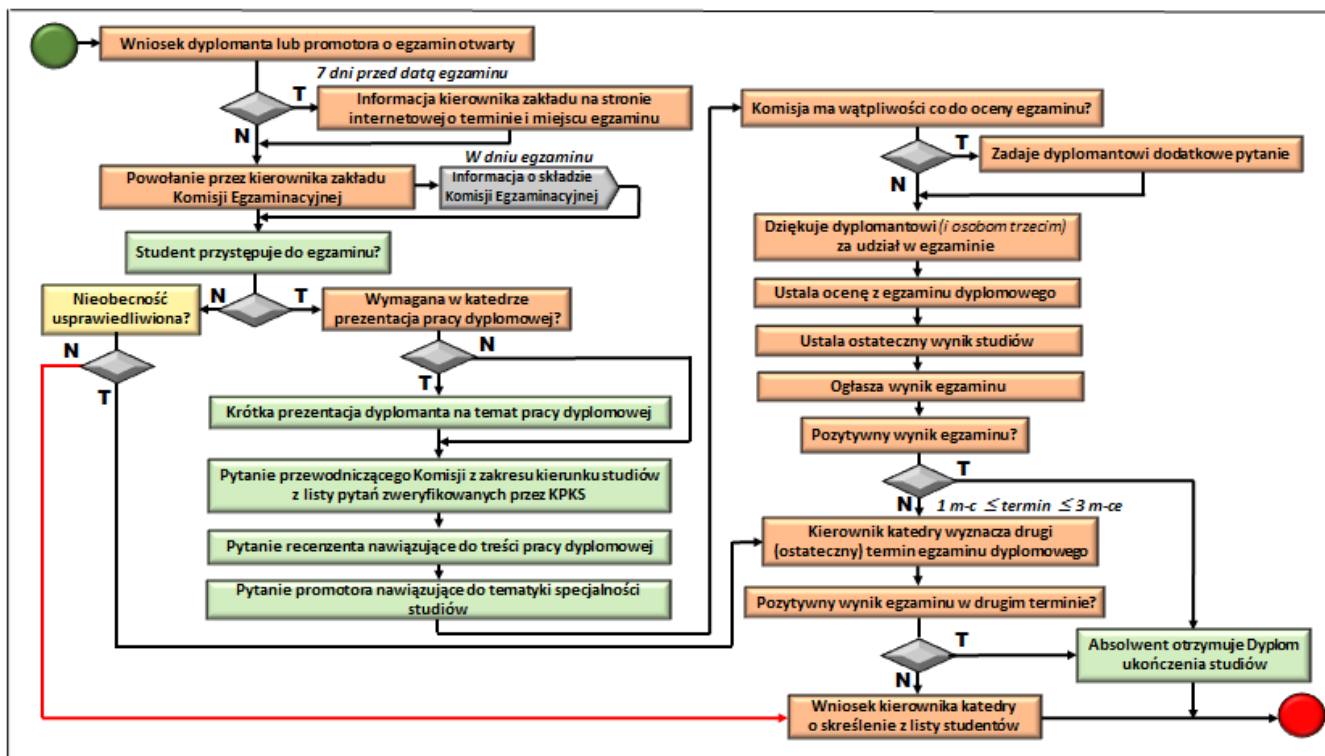 Wniosek dyplomanta lub promotora o egzamin otwarty
7 dni przed datą egzaminu
T
Informacja kierownika zakładu na stronie
internetowej o terminie i miejscu egzaminu
N
W dniu egzaminu
Powołanie przez kierownika zakładu
Komisji Egzaminacyjnej
Informacja o składzie
Komisji Egzaminacyjnej
Student przystępuje do egzaminu?
N
T
Nieobecność
usprawiedliwiona?
Wymagana w katedrze
prezentacja pracy dyplomowej?
N
T
N
T
Krótka prezentacja dyplomanta na temat pracy dyplomowej
Pytanie przewodniczącego Komisji z zakresu kierunku studiów
z listy pytań zweryfikowanych przez KPKS
Pytanie recenzenta nawiązujące do treści pracy dyplomowej
Pytanie promotora nawiązujące do tematyki specjalności
studiów
Komisja ma wątpliwości co do oceny egzaminu?
T
Zadaje dyplomantowi dodatkowe pytanie
N
Dziękuje dyplomantowi (i osobom trzecim)
za udział w egzaminie
Ustala ocenę z egzaminu dyplomowego
Ustala ostateczny wynik studiów
Ogłasza wynik egzaminu
Pozytywny wynik egzaminu?
T
N
1 m-c ≤ termin ≤ 3 m-ce
Kierownik katedry wyznacza drugi
(ostateczny) termin egzaminu dyplomowego
Pozytywny wynik egzaminu w drugim terminie?
T
N
Absolwent otrzymuje Dyplom
ukończenia studiów
Wniosek kierownika katedry
o skreślenie z listy studentów